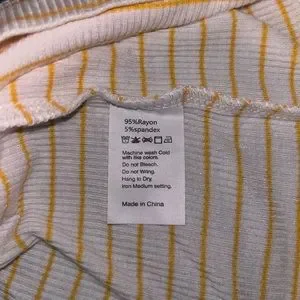 95%Rayon
5%spandex
Machine wash Cold
with like colors.
Do not Bleach.
Do not Wring.
Hang to Dry.
Iron Medium setting.
Made in China